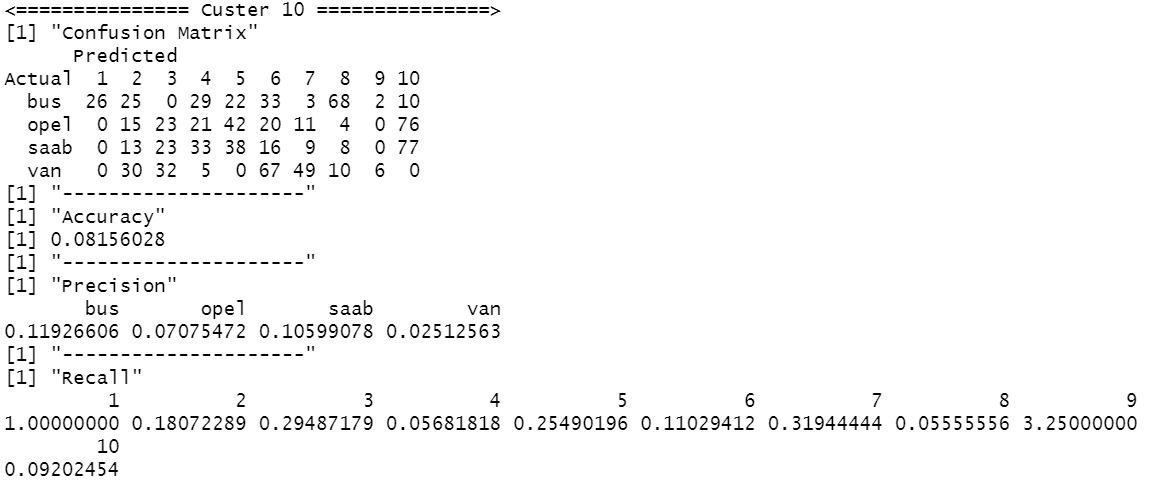 <=============== Custer 10 ===============>
[1] "Confusion Matrix"
      Predicted
Actual  1  2  3  4  5  6  7  8  9 10
  bus  26 25  0 29 22 33  3 68  2 10
  opel  0 15 23 21 42 20 11  4  0 76
  saab  0 13 23 33 38 16  9  8  0 77
  van   0 30 32  5  0 67 49 10  6  0
[1] "---------------------"
[1] "Accuracy"
[1] 0.08156028
[1] "---------------------"
[1] "Precision"
       bus       opel       saab        van
0.11926606 0.07075472 0.10599078 0.02512563
[1] "---------------------"
[1] "Recall"
         1          2          3          4          5          6          7          8          9
1.00000000 0.18072289 0.29487179 0.05681818 0.25490196 0.11029412 0.31944444 0.05555556 3.25000000
        10
0.09202454